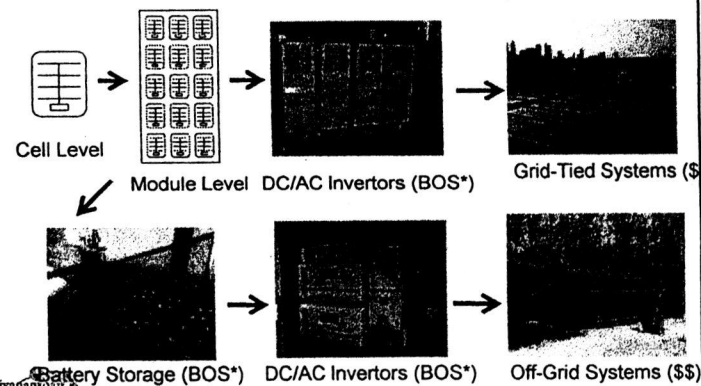 Cell Level
Module Level
DC/AC Invertors (BOS*)
Grid-Tied Systems ($
Battery Storage (BOS*)
DC/AC Invertors (BOS*)
Off-Grid Systems ($$)